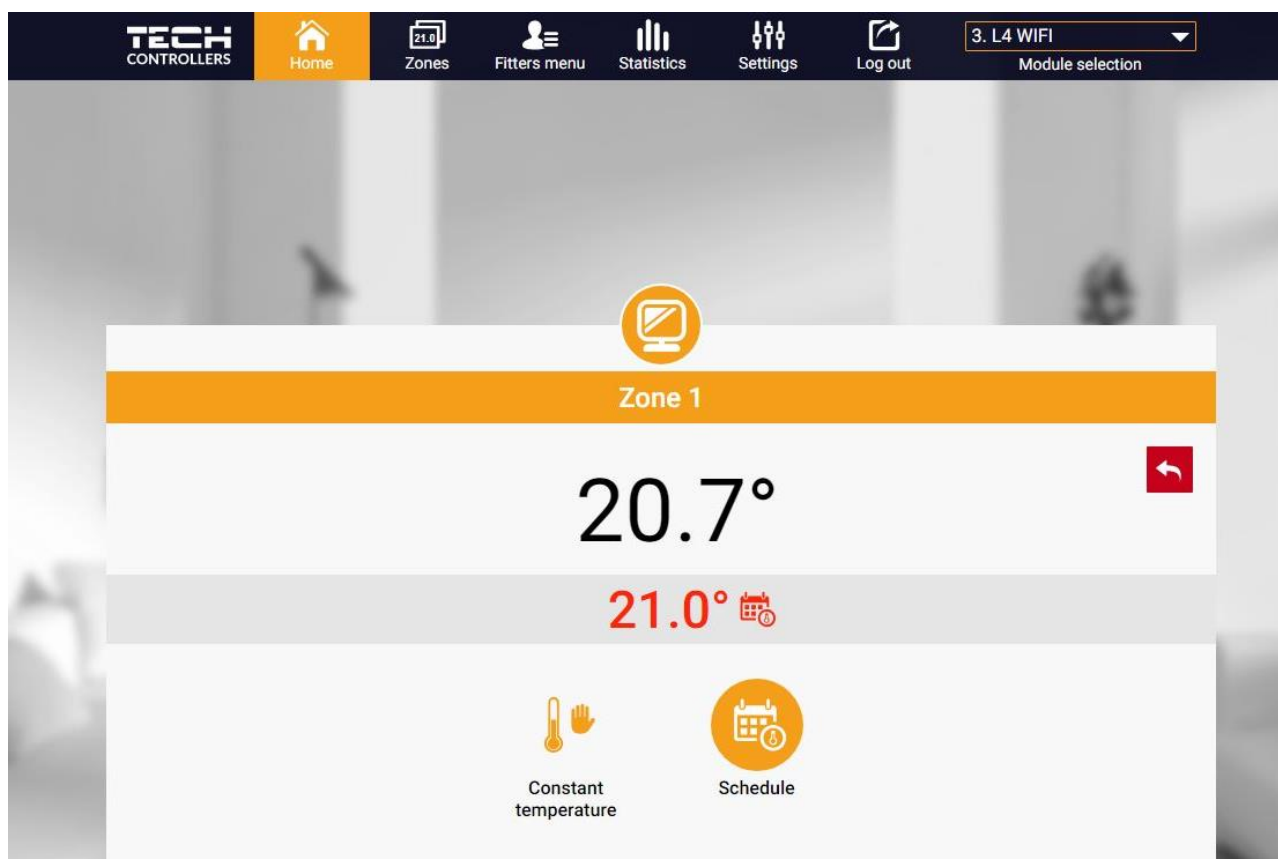 TECH
CONTROLLERS
Home
21.0
Zones
Fitters menu
Statistics
Settings
Log out
3. L4 WIFI
Module selection
Zone 1
20.7°
21.0°
Constant
temperature
Schedule